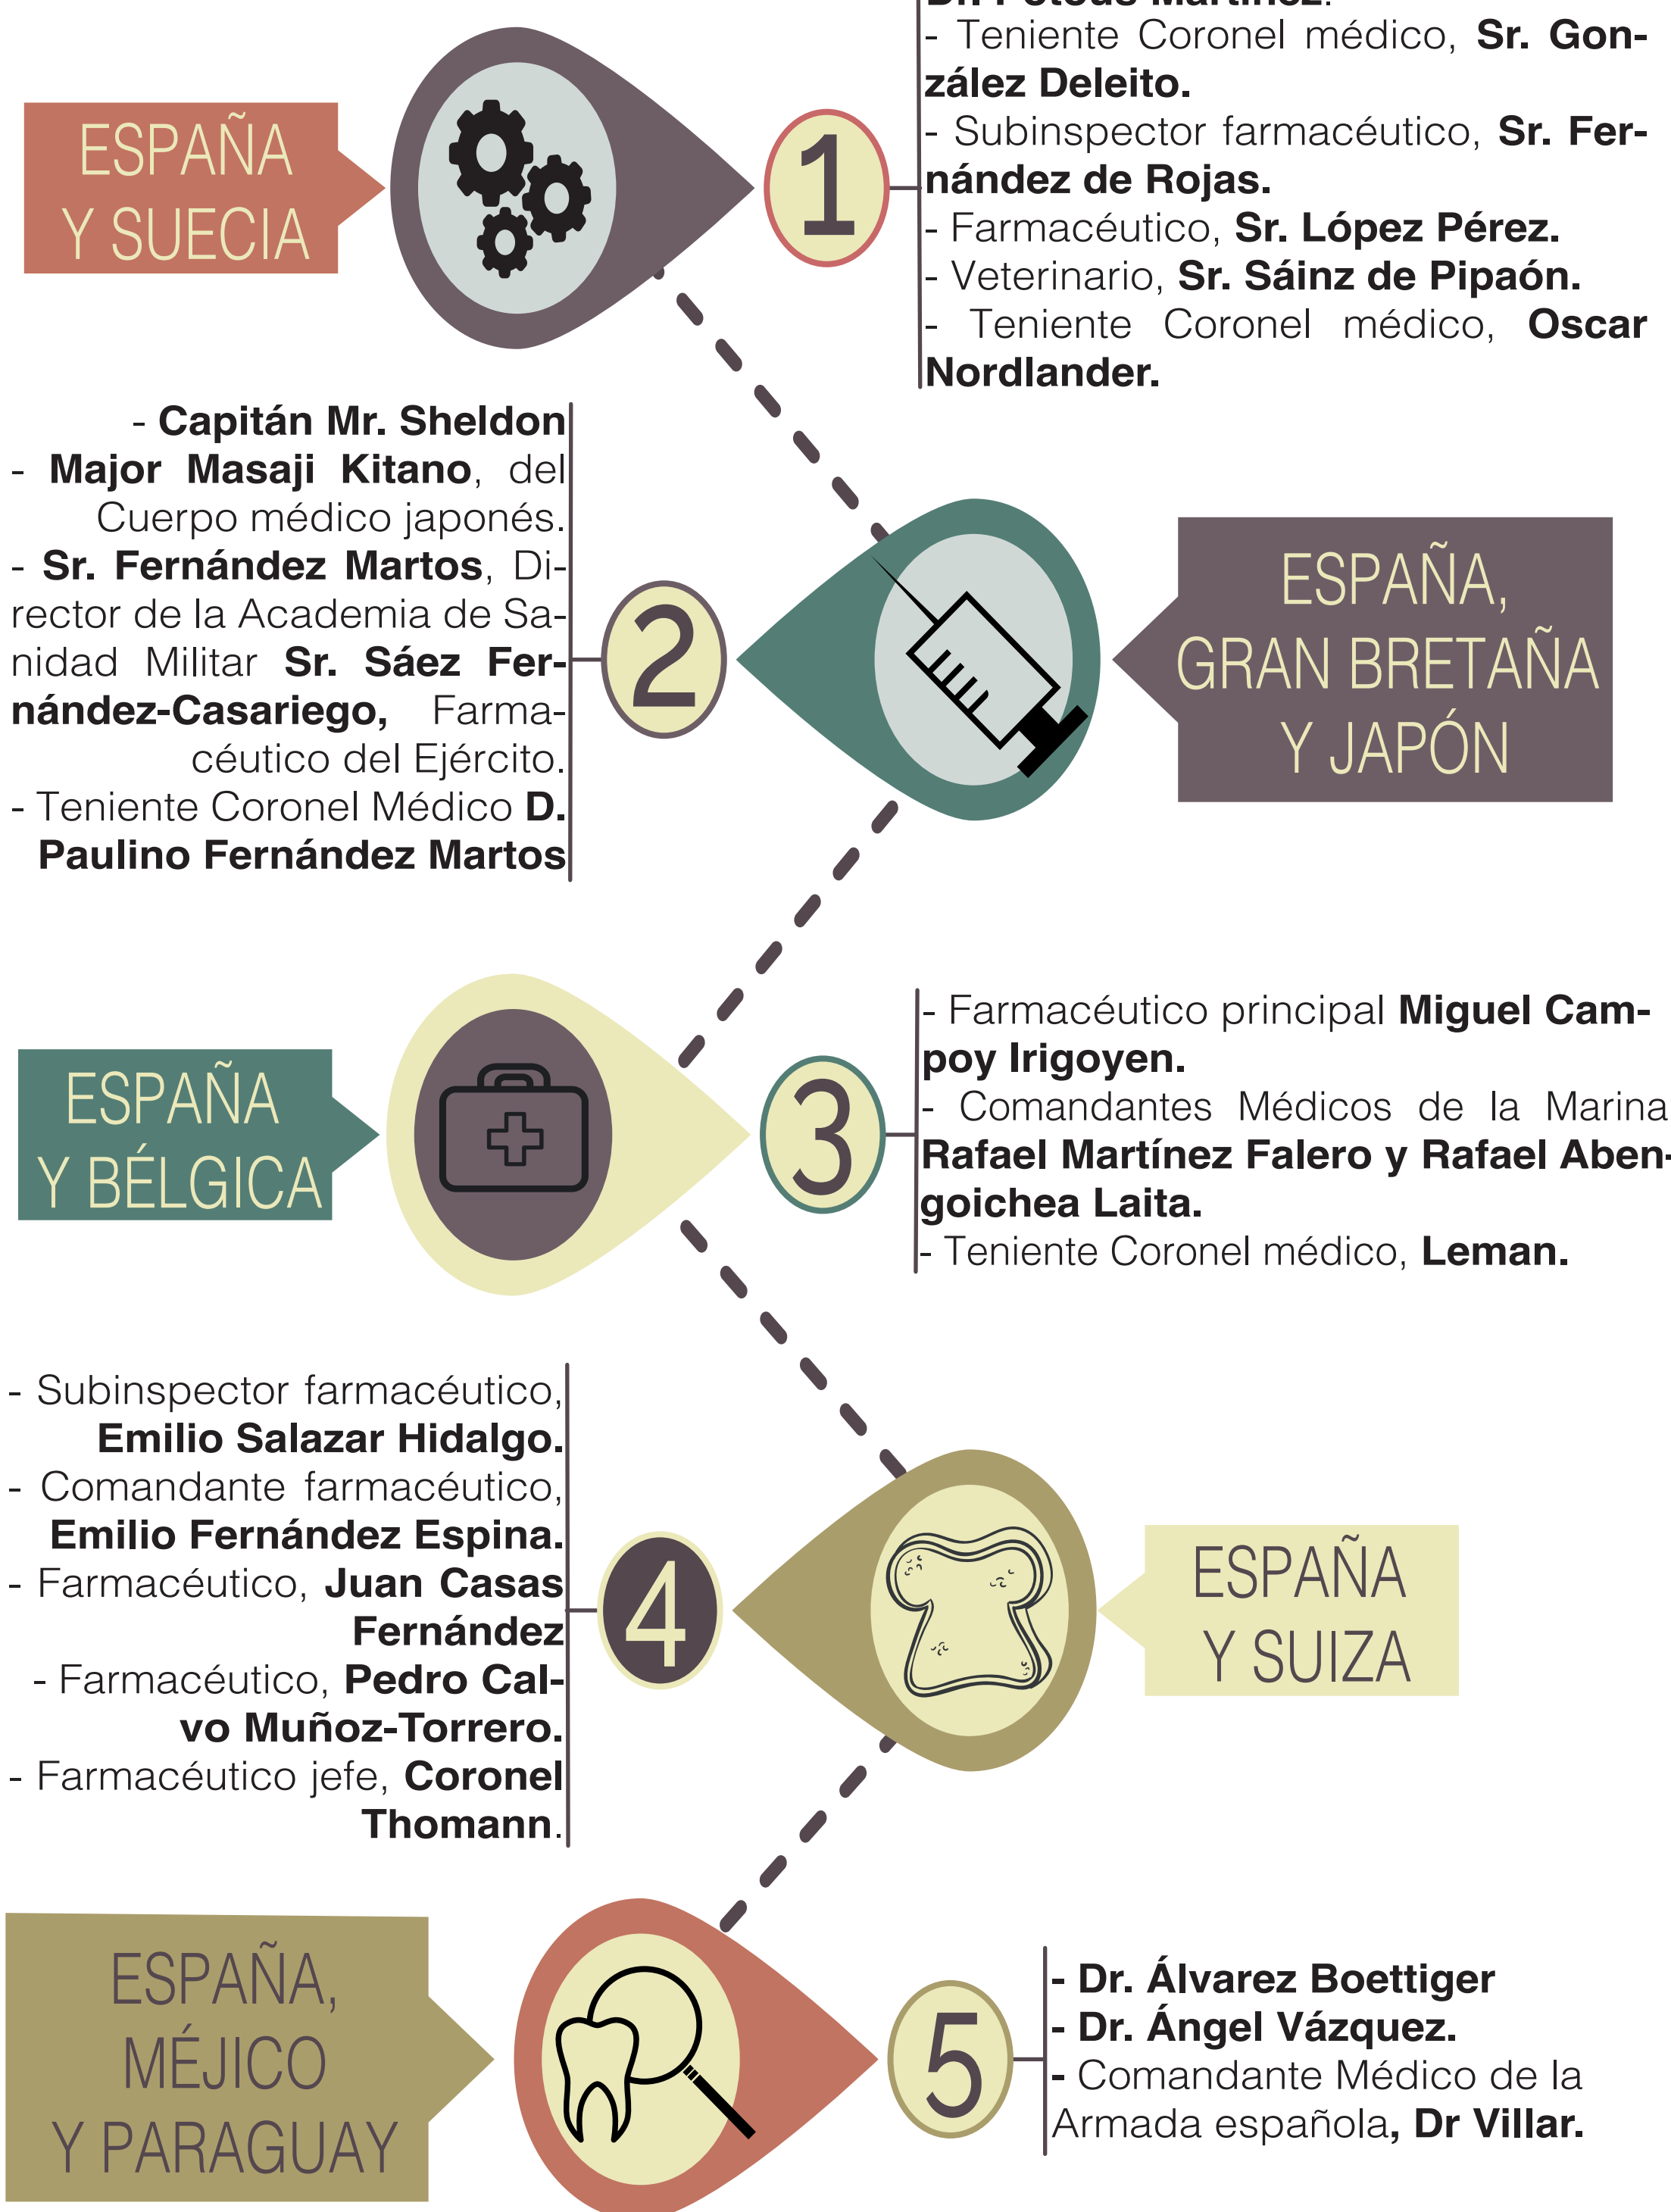 ESPAÑA
Y SUECIA
1
- Teniente Coronel médico, Sr. Gon-
zález Deleito.
- Subinspector farmacéutico, Sr. Fer-
nández de Rojas.
- Farmacéutico, Sr. López Pérez.
- Veterinario, Sr. Sáinz de Pipaón.
- Teniente Coronel médico, Oscar
Nordlander.
- Capitán Mr. Sheldon
- Major Masaji Kitano, del
Cuerpo médico japonés.
- Sr. Fernández Martos, Di-
rector de la Academia de Sa-
nidad Militar Sr. Sáez Fer-
nández-Casariego, Farma-
céutico del Ejército.
- Teniente Coronel Médico D.
Paulino Fernández Martos
2
ESPAÑA,
GRAN BRETAÑA
Y JAPÓN
ESPAÑA
Y BÉLGICA
3
- Farmacéutico principal Miguel Cam-
poy Irigoyen.
- Comandantes Médicos de la Marina
Rafael Martínez Falero y Rafael Aben-
goichea Laita.
- Teniente Coronel médico, Leman.
- Subinspector farmacéutico,
Emilio Salazar Hidalgo.
- Comandante farmacéutico,
Emilio Fernández Espina.
- Farmacéutico, Juan Casas
Fernández
- Farmacéutico, Pedro Cal-
vo Muñoz-Torrero.
- Farmacéutico jefe, Coronel
Thomann.
4
ESPAÑA
Y SUIZA
ESPAÑA,
MÉJICO
Y PARAGUAY
5
- Dr. Álvarez Boettiger
- Dr. Ángel Vázquez.
- Comandante Médico de la
Armada española, Dr Villar.